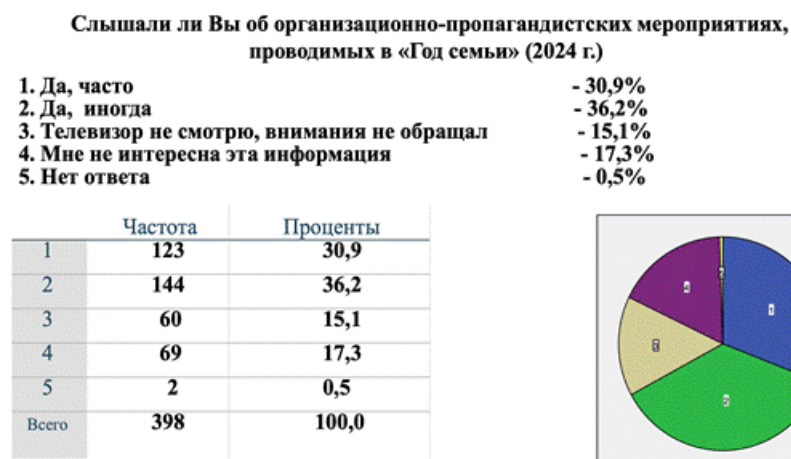 Слышали ли Вы об организационно-пропагандистских мероприятиях,
проводимых в «Год семьи» (2024 г.)
1. Да, часто - 30,9%
2. Да, иногда - 36,2%
3. Телевизор не смотрю, внимания не обращал - 15,1%
4. Мне не интересна эта информация - 17,3%
5. Нет ответа - 0,5%
Частота Проценты
1 123 30,9
2 144 36,2
3 60 15,1
4 69 17,3
5 2 0,5
Всего 398 100,0
4
1